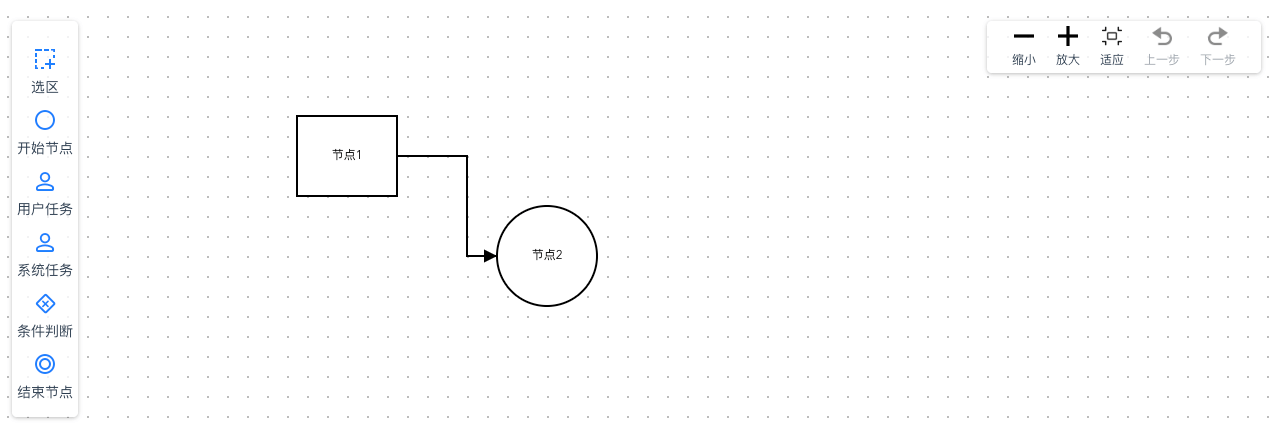 选区
开始节点
用户任务
系统任务
条件判断
结束节点
节点1
节点2
缩小
放大
适应
上一步
下一步